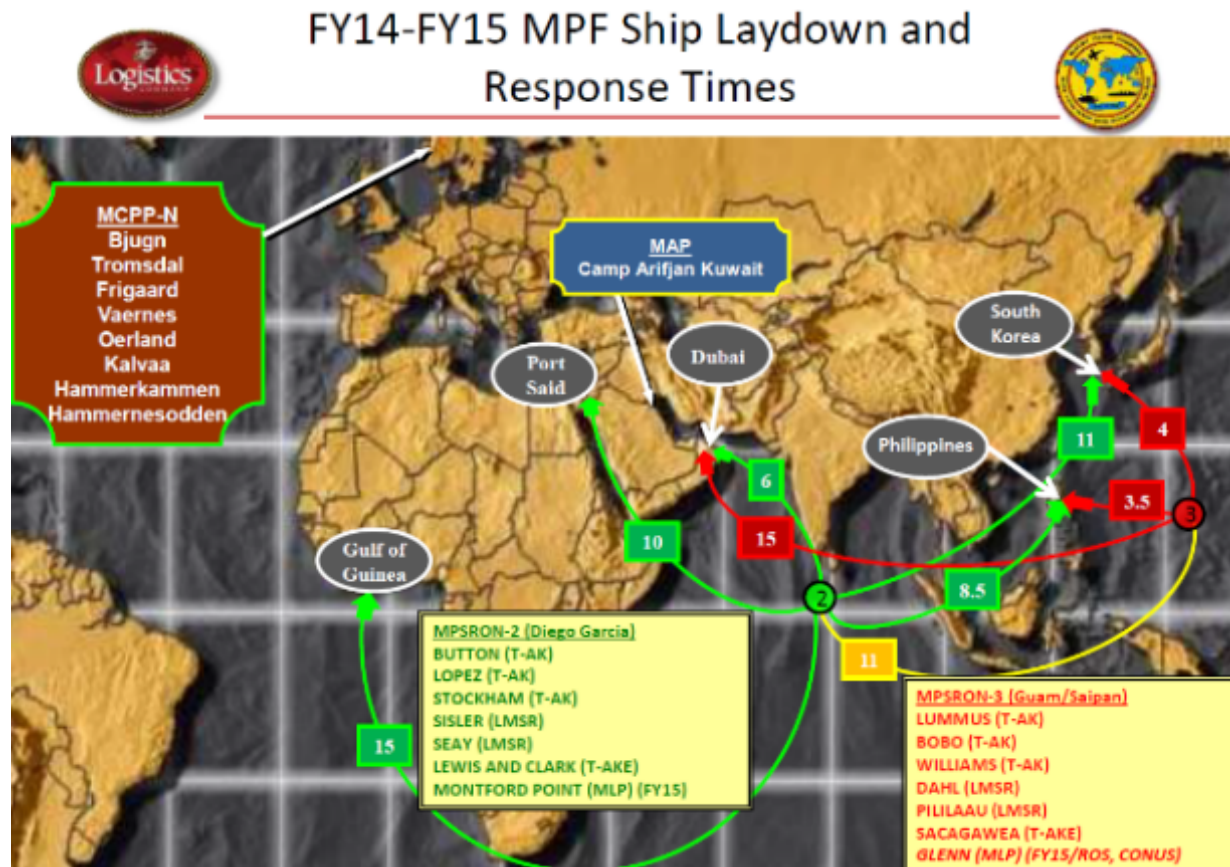 FY14-FY15 MPF Ship Laydown and
Response Times
Logistics
COMMAND
MCPP-N
Bjugn
Tromsdal
Frigaard
Vaernes
Oerland
Kalvaa
Hammerkammen
Hammernesodden
MAP
Camp Arifjan Kuwait
South
Korea
Port
Said
Dubai
Philippines
11
4
6
3.5
3
10
15
Gulf of
Guinea
8.5
2
11
15
MPSRON-2 (Diego Garcia)
BUTTON (T-AK)
LOPEZ (T-AK)
STOCKHAM (T-AK)
SISLER (LMSR)
SEAY (LMSR)
LEWIS AND CLARK (T-AKE)
MONTFORD POINT (MLP) (FY15)
MPSRON-3 (Guam/Saipan)
LUMMUS (T-AK)
BOBO (T-AK)
WILLIAMS (T-AK)
DAHL (LMSR)
PILILAAU (LMSR)
SACAGAWEA (T-AKE)
GLENN (MLP) (FY15/ROS, CONUS)